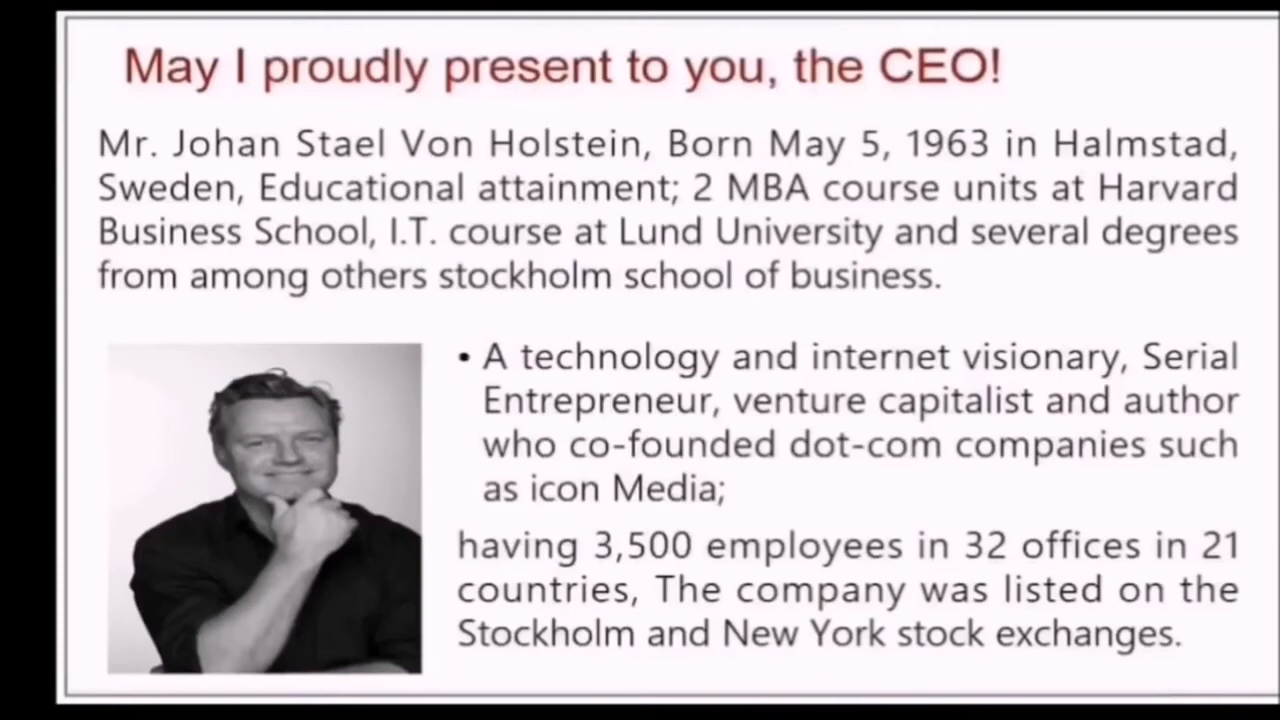 May I proudly present to you, the CEO!
Mr. Johan Stael Von Holstein, Born May 5, 1963 in Halmstad,
Sweden, Educational attainment; 2 MBA course units at Harvard
Business School, I.T. course at Lund University and several degrees
from among others stockholm school of business.
• A technology and internet visionary, Serial
Entrepreneur, venture capitalist and author
who co-founded dot-com companies such
as icon Media;
having 3,500 employees in 32 offices in 21
countries, The company was listed on the
Stockholm and New York stock exchanges.